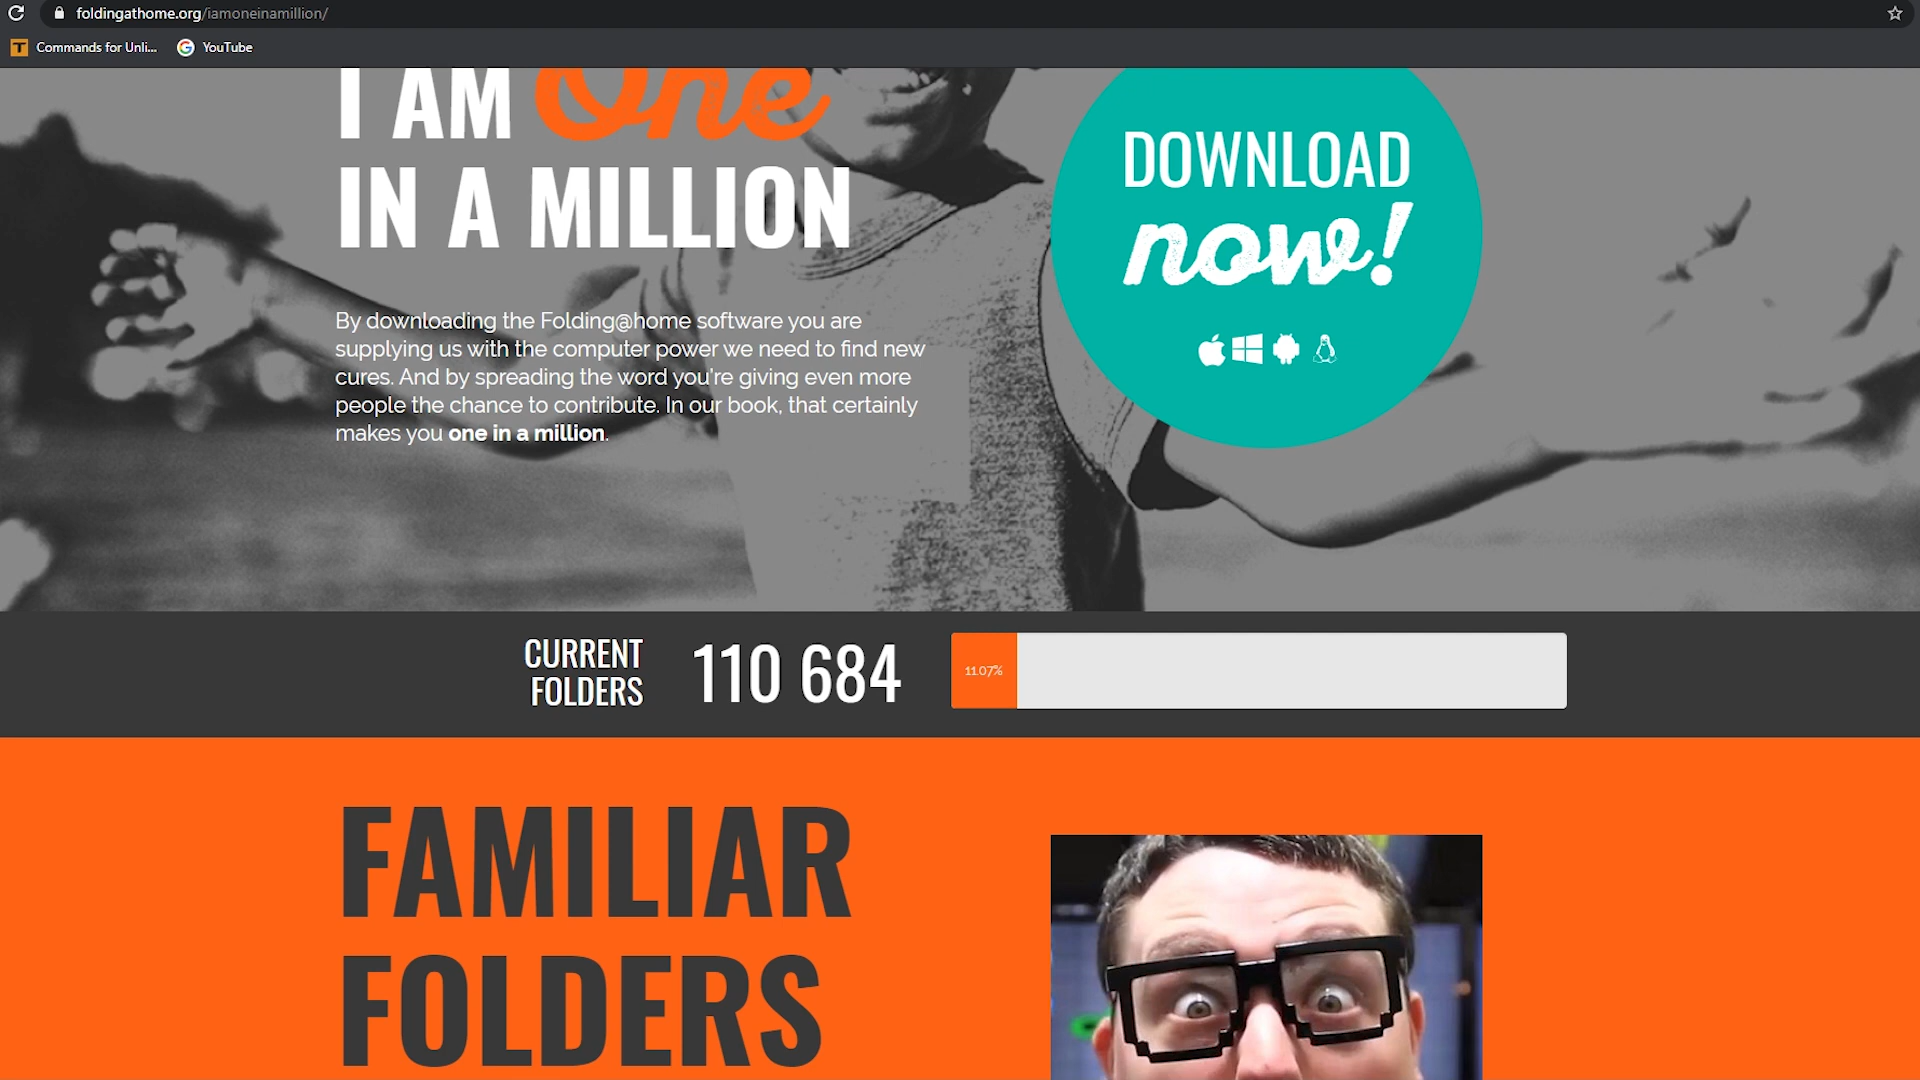 foldingathome.org/iamoneinamillion/
Commands for Unli... YouTube
I AM One
IN A MILLION
DOWNLOAD
now!
By downloading the Folding@home software you are
supplying us with the computer power we need to find new
cures. And by spreading the word you're giving even more
people the chance to contribute. In our book, that certainly
makes you one in a million.
CURRENT
FOLDERS
110 684
11.07%
FAMILIAR
FOLDERS